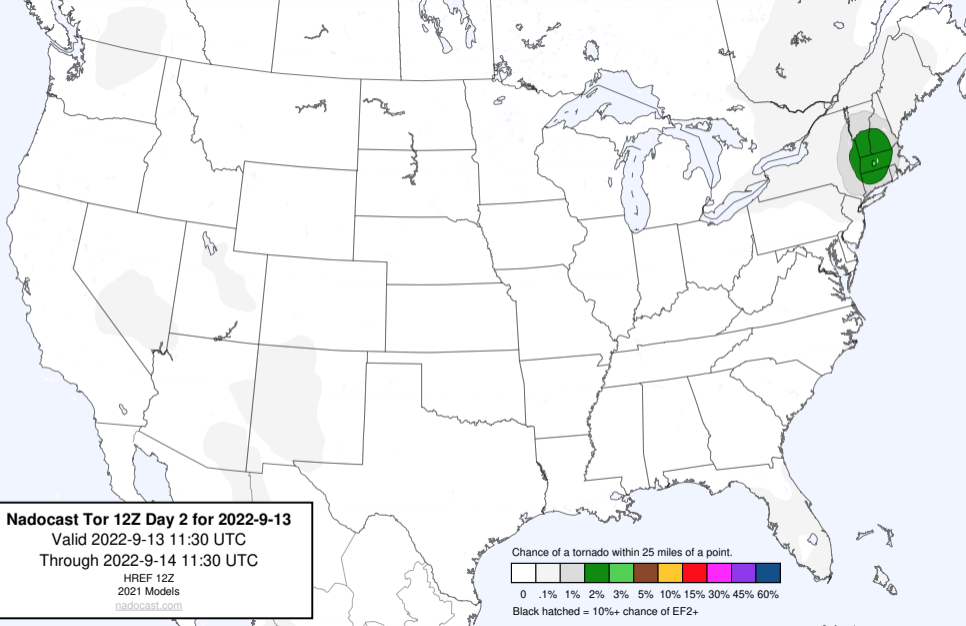 Nadocast Tor 12Z Day 2 for 2022-9-13
Valid 2022-9-13 11:30 UTC
Through 2022-9-14 11:30 UTC
HREF 12Z
2021 Models
nadocast.com
Chance of a tornado within 25 miles of a point.
0 .1% 1% 2% 3% 5% 10% 15% 30% 45% 60%
Black hatched = 10%+ chance of EF2+